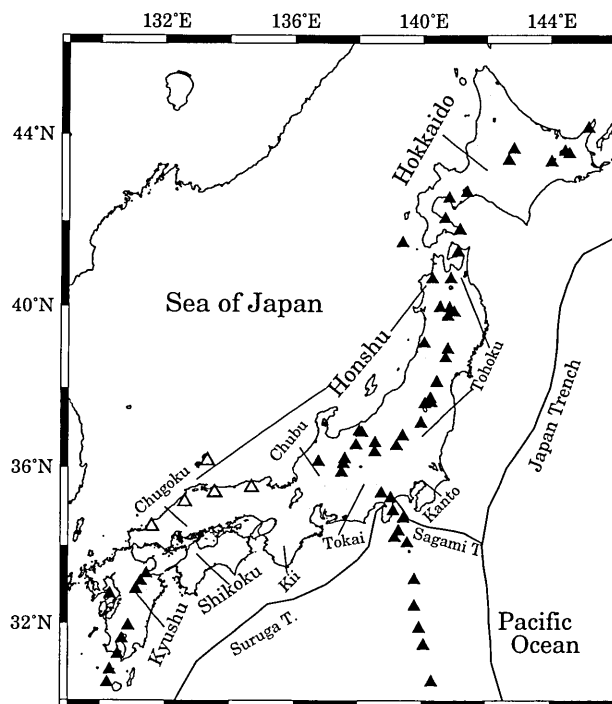 132°E 136°E 140°E 144°E
44°N
Hokkaido
40°N
Sea of Japan
Honshu
Tohoku
Japan Trench
Chubu
36°N
Chugoku
Kanto
Tokai
Sagami T
Kii
Shikoku
Kyushu
Suruga T.
32°N
Pacific
Ocean